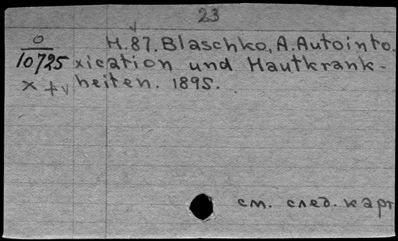 23
О H.87. Blaschko, A. Autointo
10725 xication und Hautkrank-
x + v heiten. 1895.
см. след. карт